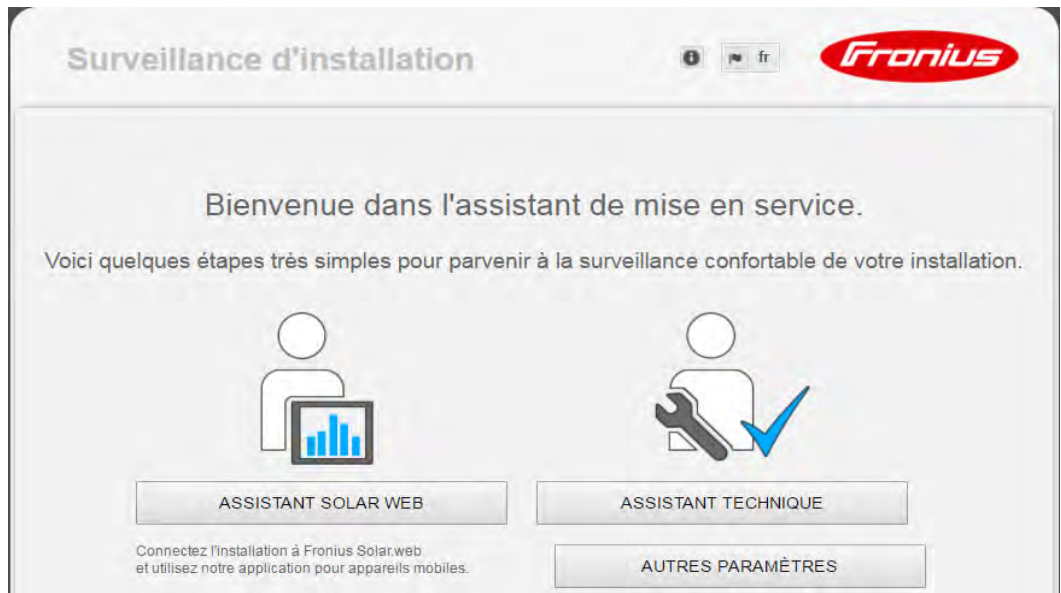 Surveillance d'installation
fr
Fronius
Bienvenue dans l'assistant de mise en service.
Voici quelques étapes très simples pour parvenir à la surveillance confortable de votre installation.
ASSISTANT SOLAR WEB
ASSISTANT TECHNIQUE
Connectez l'installation à Fronius Solar.web
et utilisez notre application pour appareils mobiles.
AUTRES PARAMÈTRES